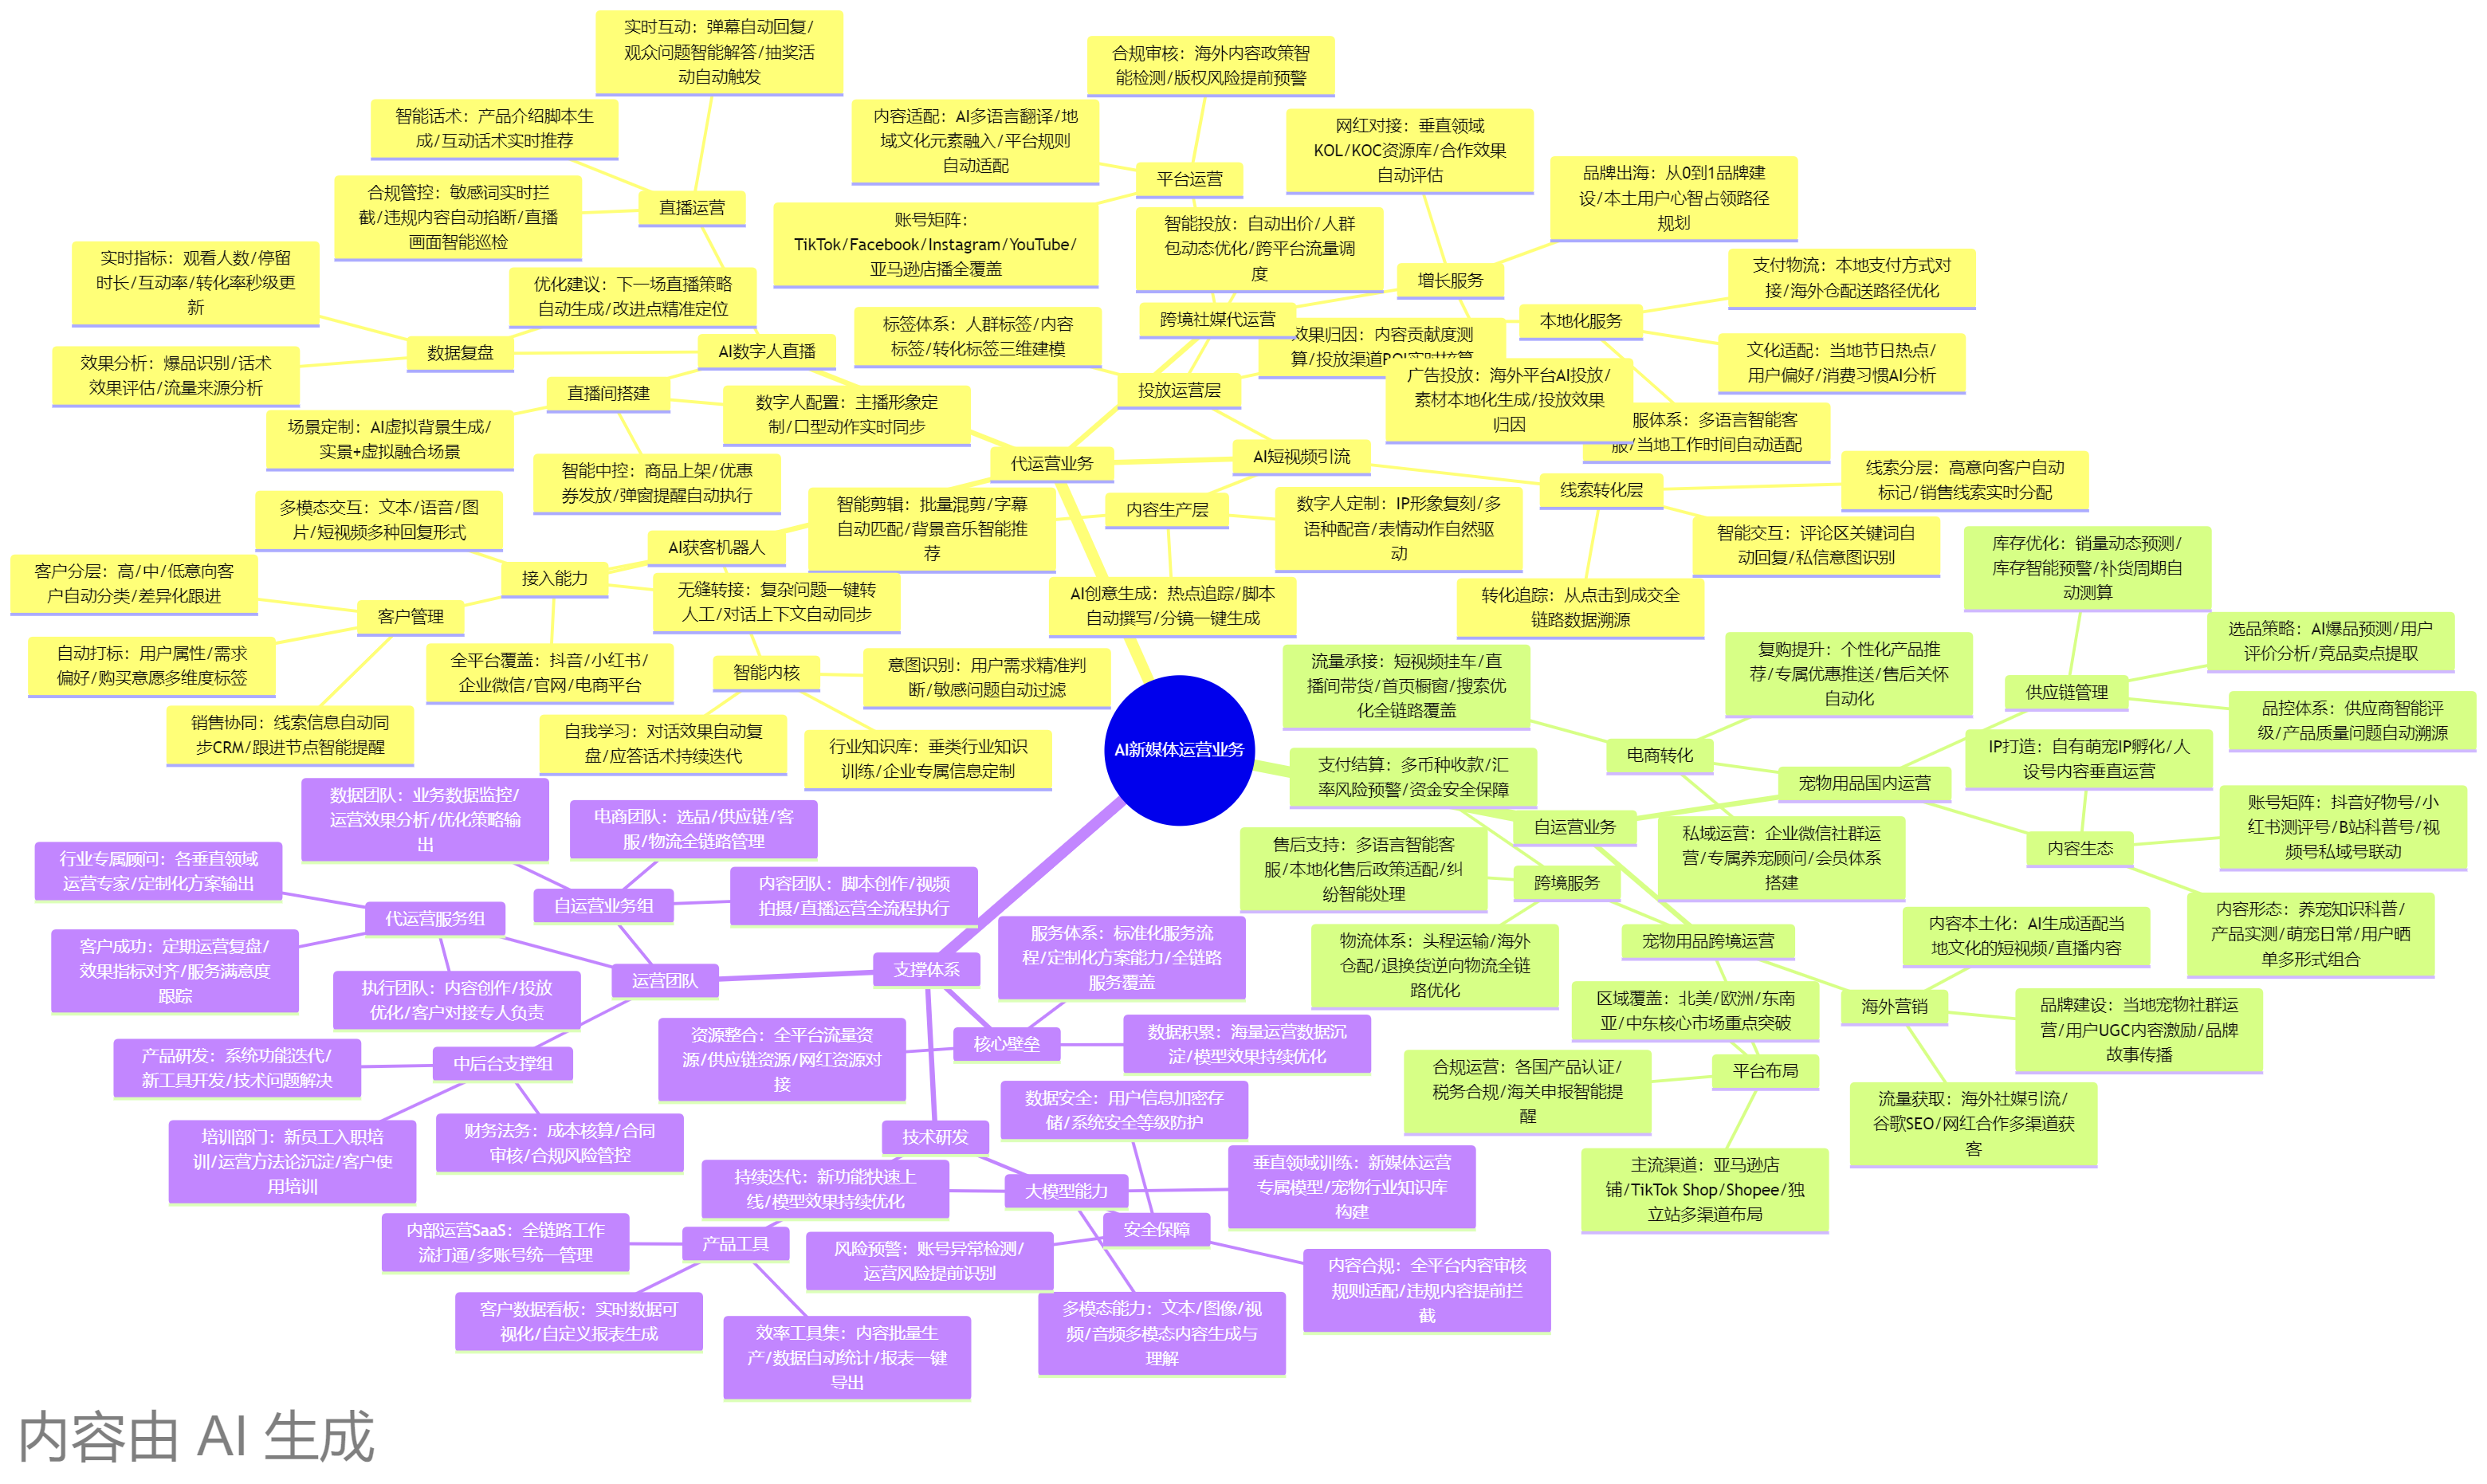 实时互动：弹幕自动回复/
观众问题智能解答/抽奖活
动自动触发
合规审核：海外内容政策智
能检测/版权风险提前预警
智能话术：产品介绍脚本生
成/互动话术实时推荐
内容适配：AI多语言翻译/地
域文化元素融入/平台规则
自动适配
网红对接：垂直领域
KOL/KOC资源库/合作效果
自动评估
品牌出海：从0到1品牌建
设/本土用户心智占领路径
规划
合规管控：敏感词实时拦
截/违规内容自动掐断/直播
画面智能巡检
直播运营
平台运营
账号矩阵：
TikTok/Facebook/Instagram/YouTube/
亚马逊店播全覆盖
智能投放：自动出价/人群
包动态优化/跨平台流量调
度
实时指标：观看人数/停留
时长/互动率/转化率秒级更
新
优化建议：下一场直播策略
自动生成/改进点精准定位
增长服务
支付物流：本地支付方式对
接/海外仓配送路径优化
标签体系：人群标签/内容
标签/转化标签三维建模
跨境社媒代运营
效果归因：内容贡献度测
算/投放渠道ROI实时核算
本地化服务
文化适配：当地节日热点/
用户偏好/消费习惯AI分析
效果分析：爆品识别/话术
效果评估/流量来源分析
数据复盘
AI数字人直播
直播间搭建
数字人配置：主播形象定
制/口型动作实时同步
投放运营层
广告投放：海外平台AI投放/
素材本地化生成/投放效果
归因
服体系：多语言智能客
服/当地工作时间自动适配
场景定制：AI虚拟背景生成/
实景+虚拟融合场景
智能中控：商品上架/优惠
券发放/弹窗提醒自动执行
代运营业务
AI短视频引流
线索转化层
线索分层：高意向客户自动
标记/销售线索实时分配
多模态交互：文本/语音/图
片/短视频多种回复形式
智能剪辑：批量混剪/字幕
自动匹配/背景音乐智能推
荐
内容生产层
数字人定制：IP形象复刻/多
语种配音/表情动作自然驱
动
智能交互：评论区关键词自
动回复/私信意图识别
AI获客机器人
接入能力
库存优化：销量动态预测/
库存智能预警/补货周期自
动测算
客户分层：高/中/低意向客
户自动分类/差异化跟进
客户管理
无缝转接：复杂问题一键转
人工/对话上下文自动同步
AI创意生成：热点追踪/脚本
自动撰写/分镜一键生成
转化追踪：从点击到成交全
链路数据溯源
自动打标：用户属性/需求
偏好/购买意愿多维度标签
全平台覆盖：抖音/小红书/
企业微信/官网/电商平台
智能内核
意图识别：用户需求精准判
断/敏感问题自动过滤
流量承接：短视频挂车/直
播间带货/首页橱窗/搜索优
化全链路覆盖
复购提升：个性化产品推
荐/专属优惠推送/售后关怀
自动化
选品策略：AI爆品预测/用户
评价分析/竞品卖点提取
供应链管理
品控体系：供应商智能评
级/产品质量问题自动溯源
销售协同：线索信息自动同
步CRM/跟进节点智能提醒
自我学习：对话效果自动复
盘/应答话术持续迭代
行业知识库：垂类行业知识
训练/企业专属信息定制
AI新媒体运营业务
支付结算：多币种收款/汇
率风险预警/资金安全保障
电商转化
宠物用品国内运营
IP打造：自有萌宠IP孵化/人
设号内容垂直运营
自运营业务
私域运营：企业微信社群运
营/专属养宠顾问/会员体系
搭建
内容生态
账号矩阵：抖音好物号/小
红书测评号/B站科普号/视
频号私域号联动
数据团队：业务数据监控/
运营效果分析/优化策略输
出
电商团队：选品/供应链/客
服/物流全链路管理
行业专属顾问：各垂直领域
运营专家/定制化方案输出
自运营业务组
内容团队：脚本创作/视频
拍摄/直播运营全流程执行
售后支持：多语言智能客
服/本地化售后政策适配/纠
纷智能处理
跨境服务
代运营服务组
客户成功：定期运营复盘/
效果指标对齐/服务满意度
跟踪
执行团队：内容创作/投放
优化/客户对接专人负责
运营团队
支撑体系
服务体系：标准化服务流
程/定制化方案能力/全链路
服务覆盖
物流体系：头程运输/海外
仓配/退换货逆向物流全链
路优化
宠物用品跨境运营
内容本土化：AI生成适配当
地文化的短视频/直播内容
内容形态：养宠知识科普/
产品实测/萌宠日常/用户晒
单多形式组合
区域覆盖：北美/欧洲/东南
亚/中东核心市场重点突破
海外营销
品牌建设：当地宠物社群运
营/用户UGC内容激励/品牌
故事传播
产品研发：系统功能迭代/
新工具开发/技术问题解决
中后台支撑组
资源整合：全平台流量资
源/供应链资源/网红资源对
接
核心壁垒
数据积累：海量运营数据沉
淀/模型效果持续优化
合规运营：各国产品认证/
税务合规/海关申报智能提
醒
平台布局
流量获取：海外社媒引流/
谷歌SEO/网红合作多渠道获
客
培训部门：新员工入职培
训/运营方法论沉淀/客户使
用培训
财务法务：成本核算/合同
审核/合规风险管控
技术研发
数据安全：用户信息加密存
储/系统安全等级防护
主流渠道：亚马逊店
铺/TikTok Shop/Shopee/独
立站多渠道布局
持续迭代：新功能快速上
线/模型效果持续优化
大模型能力
垂直领域训练：新媒体运营
专属模型/宠物行业知识库
构建
内部运营SaaS：全链路工作
流打通/多账号统一管理
产品工具
风险预警：账号异常检测/
运营风险提前识别
安全保障
内容合规：全平台内容审核
规则适配/违规内容提前拦
截
客户数据看板：实时数据可
视化/自定义报表生成
效率工具集：内容批量生
产/数据自动统计/报表一键
导出
多模态能力：文本/图像/视
频/音频多模态内容生成与
理解
内容由 AI 生成